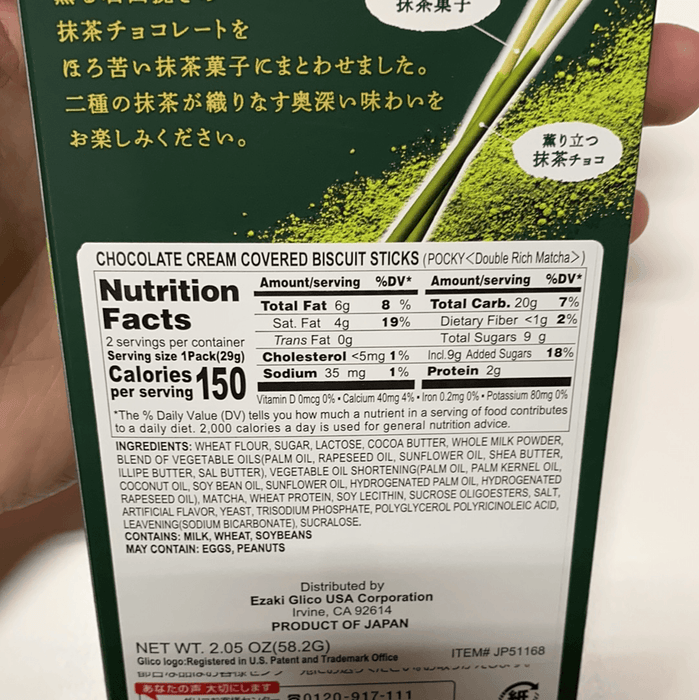 抹茶菓子
抹茶チョコレートを
ほろ苦い抹茶菓子にまとわせました。
二種の抹茶が織りなす奥深い味わいを
お楽しみください。
薫り立つ
抹茶チョコ
CHOCOLATE CREAM COVERED BISCUIT STICKS (POCKY<Double Rich Matcha>)
Nutrition
Facts
2 servings per container
Serving size 1Pack(29g)
Calories
per serving 150
Amount/serving %DV*
Total Fat 6g 8 %
Sat. Fat 4g 19%
Trans Fat 0g
Cholesterol <5mg 1%
Sodium 35 mg 1%
Amount/serving %DV*
Total Carb. 20g 7%
Dietary Fiber <1g 2%
Total Sugars 9 g
Incl.9g Added Sugars 18%
Protein 2g
Vitamin D 0mcg 0% • Calcium 40mg 4% • Iron 0.2mg 0% • Potassium 80mg 0%
*The % Daily Value (DV) tells you how much a nutrient in a serving of food contributes
to a daily diet. 2,000 calories a day is used for general nutrition advice.
INGREDIENTS: WHEAT FLOUR, SUGAR, LACTOSE, COCOA BUTTER, WHOLE MILK POWDER,
BLEND OF VEGETABLE OILS(PALM OIL, RAPESEED OIL, SUNFLOWER OIL, SHEA BUTTER,
ILLIPE BUTTER, SAL BUTTER), VEGETABLE OIL SHORTENING(PALM OIL, PALM KERNEL OIL,
COCONUT OIL, SOY BEAN OIL, SUNFLOWER OIL, HYDROGENATED PALM OIL, HYDROGENATED
RAPESEED OIL), MATCHA, WHEAT PROTEIN, SOY LECITHIN, SUCROSE OLIGOESTERS, SALT,
ARTIFICIAL FLAVOR, YEAST, TRISODIUM PHOSPHATE, POLYGLYCEROL POLYRICINOLEIC ACID,
LEAVENING(SODIUM BICARBONATE), SUCRALOSE.
CONTAINS: MILK, WHEAT, SOYBEANS
MAY CONTAIN: EGGS, PEANUTS
Distributed by
Ezaki Glico USA Corporation
Irvine, CA 92614
PRODUCT OF JAPAN
NET WT. 2.05 OZ(58.2G) ITEM# JP51168
Glico logo:Registered in U.S. Patent and Trademark Office
あなたの声 大切にします
0120-917-111
紙